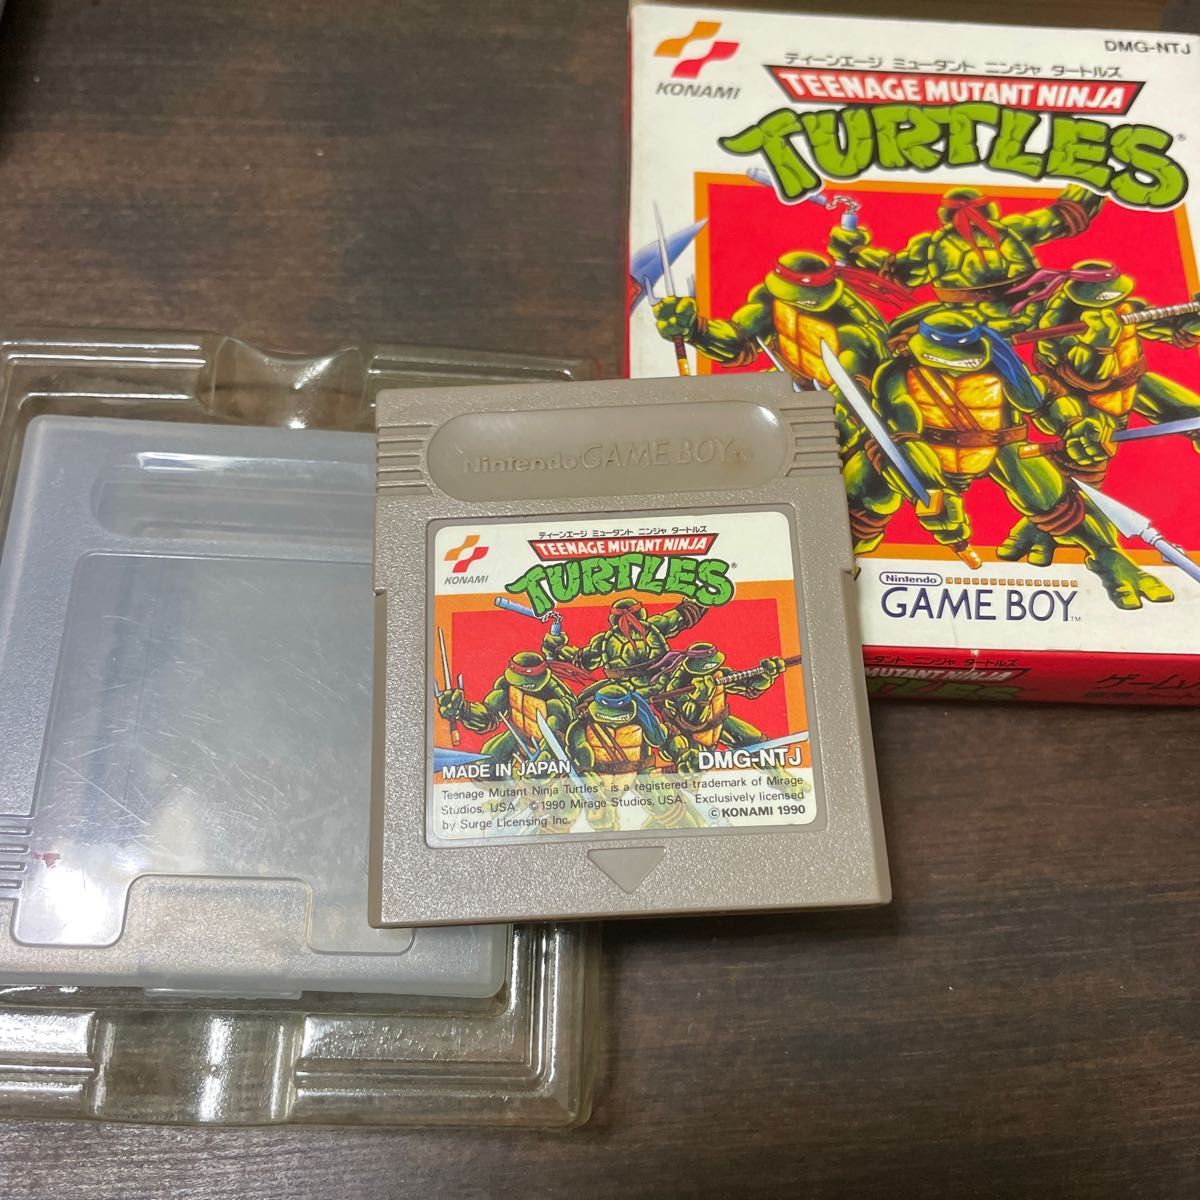 DMG-NTJ
KONAMI
ティーンエージ ミュータント ニンジャ タートルズ
TEENAGE MUTANT NINJA
TURTLES®
Nintendo
GAME BOY™
MUTANT NINJA
Nintendo GAME BOY™
ティーンエージ ミュータント ニンジャ タートルズ
KONAMI
TEENAGE MUTANT NINJA
TURTLES®
MADE IN JAPAN
DMG-NTJ
Teenage Mutant Ninja Turtles® is a registered trademark of Mirage
Studios, USA. ©1990 Mirage Studios, USA. Exclusively licensed
by Surge Licensing Inc.
©KONAMI 1990